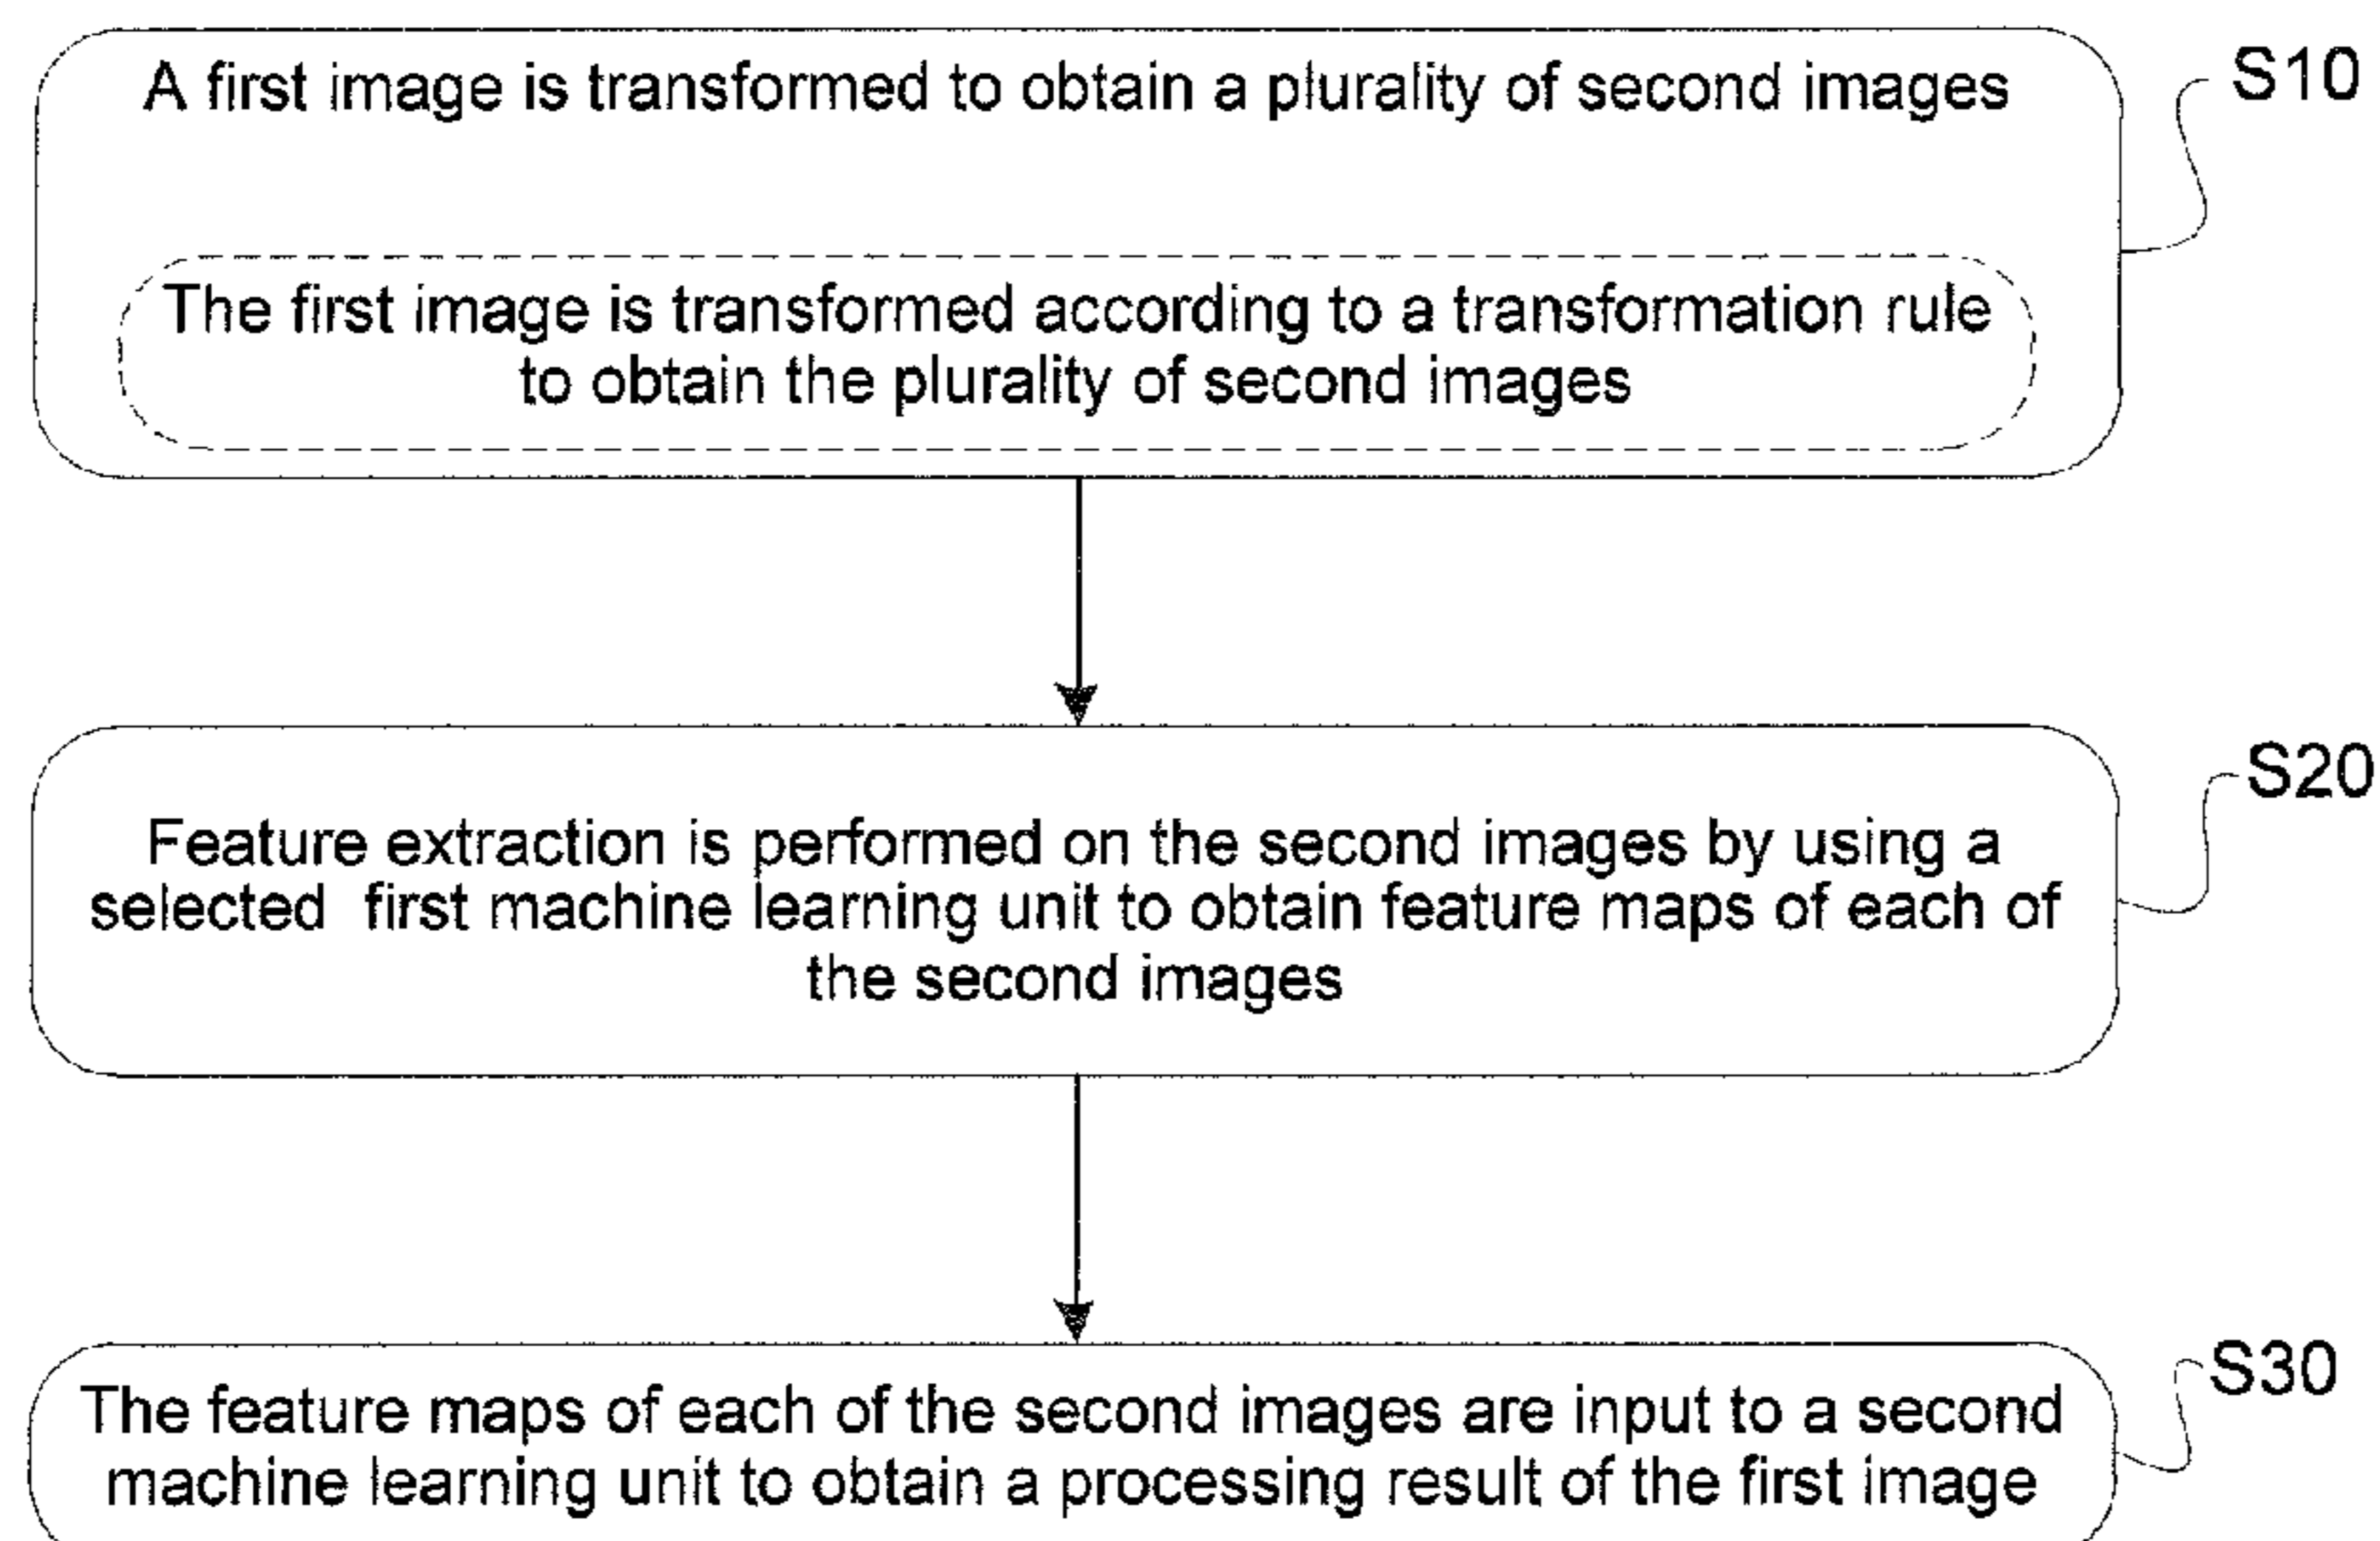 A first image is transformed to obtain a plurality of second images
S10
The first image is transformed according to a transformation rule
to obtain the plurality of second images
S20
Feature extraction is performed on the second images by using a
selected first machine learning unit to obtain feature maps of each of
the second images
S30
The feature maps of each of the second images are input to a second
machine learning unit to obtain a processing result of the first image